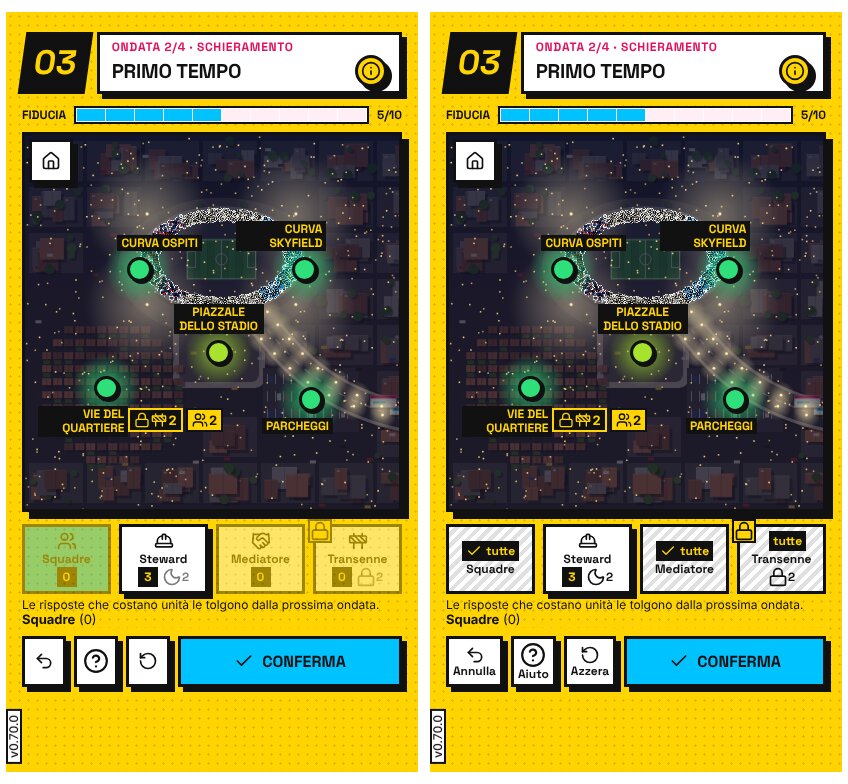 03
ONDATA 2/4 · SCHIERAMENTO
PRIMO TEMPO
FIDUCIA
5/10
CURVA OSPITI
CURVA
SKYFIELD
PIAZZALE
DELLO STADIO
VIE DEL
QUARTIERE
2
2
PARCHEGGI
Squadre
0
Steward
3
2
Mediatore
0
Transenne
0
2
Le risposte che costano unità le tolgono dalla prossima ondata.
Squadre (0)
CONFERMA
v0.70.0
03
ONDATA 2/4 · SCHIERAMENTO
PRIMO TEMPO
FIDUCIA
5/10
CURVA OSPITI
CURVA
SKYFIELD
PIAZZALE
DELLO STADIO
VIE DEL
QUARTIERE
2
2
PARCHEGGI
tutte
Squadre
Steward
3
2
tutte
Mediatore
tutte
Transenne
2
Le risposte che costano unità le tolgono dalla prossima ondata.
Squadre (0)
Annulla
Aiuto
Azzera
CONFERMA
v0.70.0